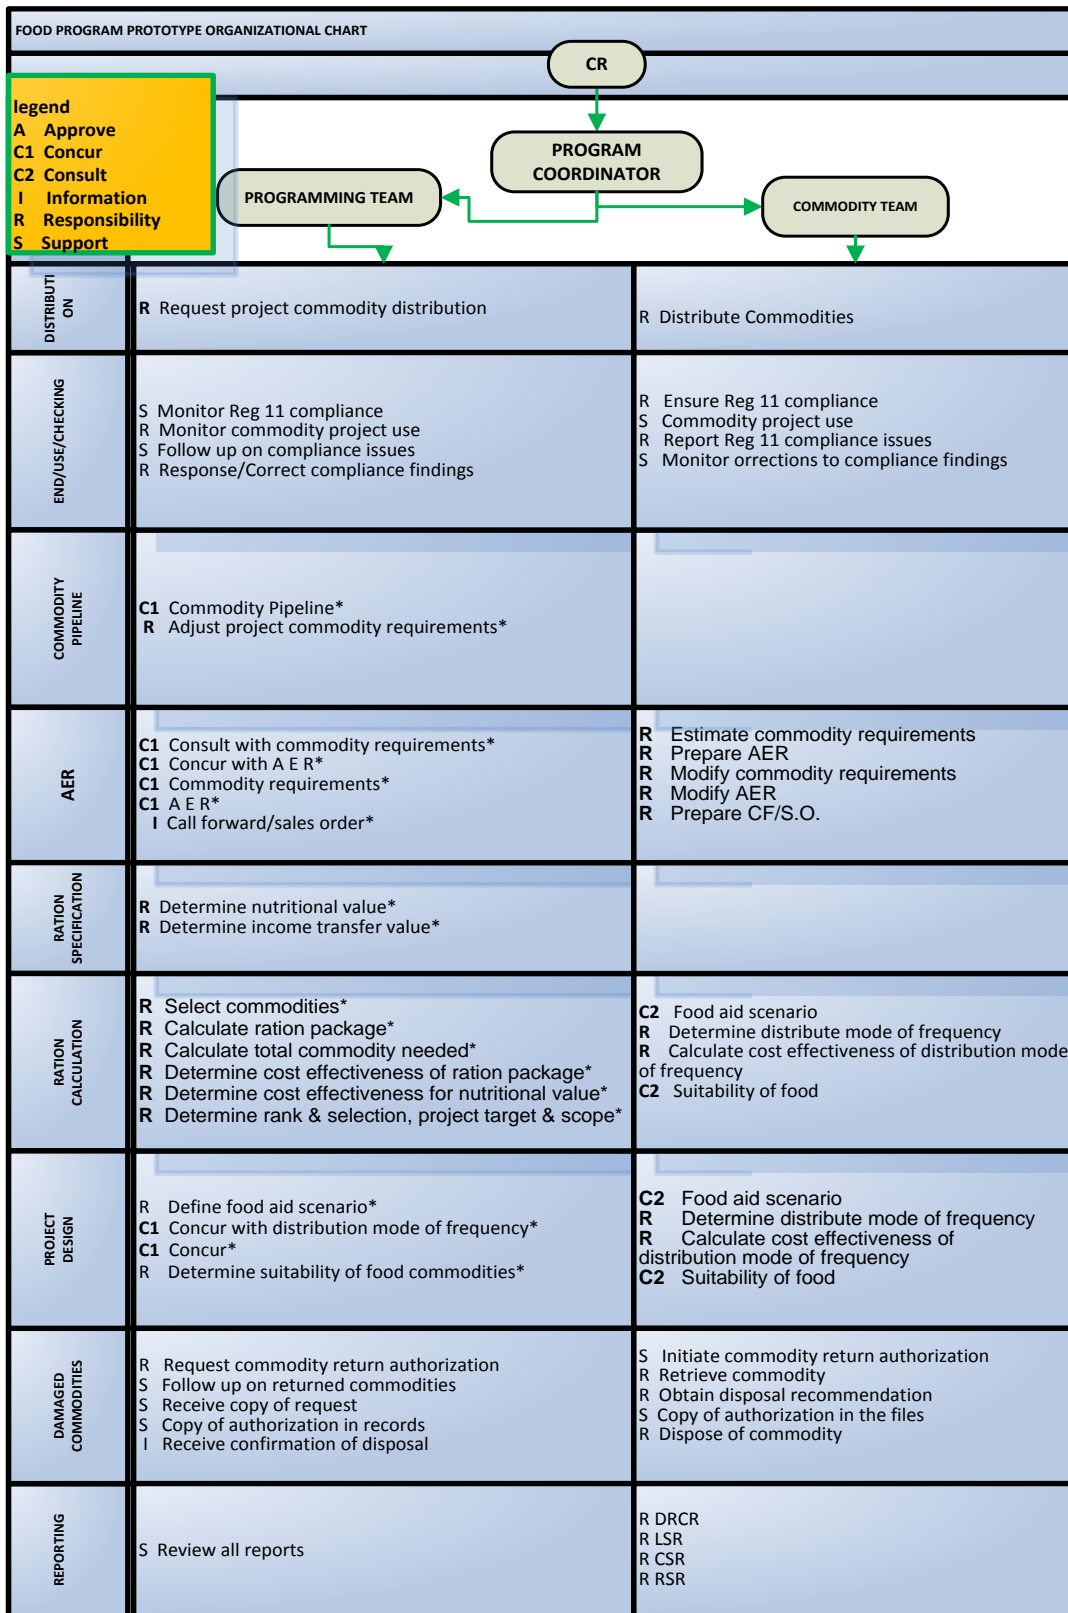 FOOD PROGRAM PROTOTYPE ORGANIZATIONAL CHART
CR
legend
A Approve
C1 Concur
C2 Consult
I Information
R Responsibility
S Support
PROGRAM
COORDINATOR
PROGRAMMING TEAM
COMMODITY TEAM
DISTRIBUTI
ON
R Request project commodity distribution
R Distribute Commodities
END/USE/CHECKING
S Monitor Reg 11 compliance
R Monitor commodity project use
S Follow up on compliance issues
R Response/Correct compliance findings
R Ensure Reg 11 compliance
S Commodity project use
R Report Reg 11 compliance issues
S Monitor orrections to compliance findings
COMMODITY
PIPELINE
C1 Commodity Pipeline*
R Adjust project commodity requirements*
AER
C1 Consult with commodity requirements*
C1 Concur with A E R*
C1 Commodity requirements*
C1 A E R*
I Call forward/sales order*
R Estimate commodity requirements
R Prepare AER
R Modify commodity requirements
R Modify AER
R Prepare CF/S.O.
RATION
SPECIFICATION
R Determine nutritional value*
R Determine income transfer value*
RATION
CALCULATION
R Select commodities*
R Calculate ration package*
R Calculate total commodity needed*
R Determine cost effectiveness of ration package*
R Determine cost effectiveness for nutritional value*
R Determine rank & selection, project target & scope*
C2 Food aid scenario
R Determine distribute mode of frequency
R Calculate cost effectiveness of distribution mode
of frequency
C2 Suitability of food
PROJECT
DESIGN
R Define food aid scenario*
C1 Concur with distribution mode of frequency*
C1 Concur*
R Determine suitability of food commodities*
C2 Food aid scenario
R Determine distribute mode of frequency
R Calculate cost effectiveness of
distribution mode of frequency
C2 Suitability of food
DAMAGED
COMMODITIES
R Request commodity return authorization
S Follow up on returned commodities
S Receive copy of request
S Copy of authorization in records
I Receive confirmation of disposal
S Initiate commodity return authorization
R Retrieve commodity
R Obtain disposal recommendation
S Copy of authorization in the files
R Dispose of commodity
REPORTING
S Review all reports
R DRCR
R LSR
R CSR
R RSR